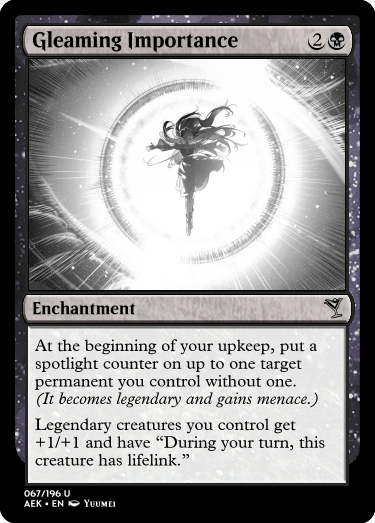 Gleaming Importance 2
Enchantment
At the beginning of your upkeep, put a
spotlight counter on up to one target
permanent you control without one.
(It becomes legendary and gains menace.)
Legendary creatures you control get
+1/+1 and have “During your turn, this
creature has lifelink.”
067/196 U
AEK • EN Yuumei